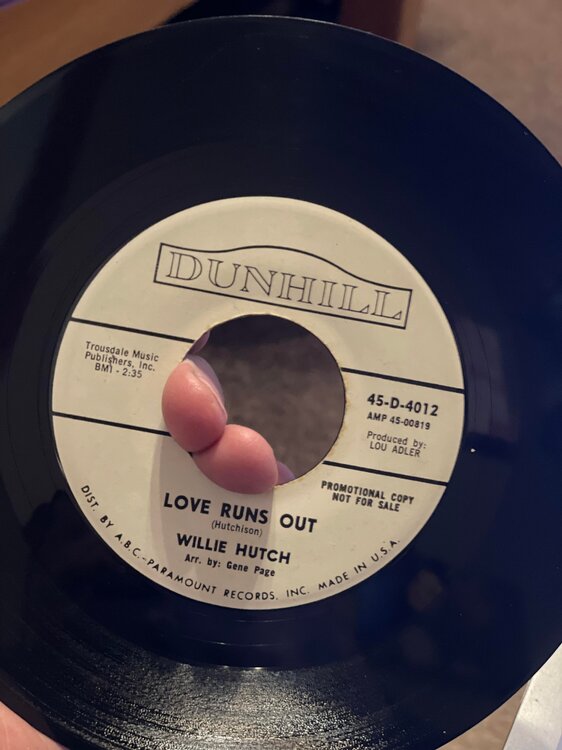 DUNHILL
Trousdale Music
Publishers, Inc.
BMI - 2:35
45-D-4012
AMP 45-00819
Produced by:
LOU ADLER
PROMOTIONAL COPY
NOT FOR SALE
LOVE RUNS OUT
(Hutchison)
WILLIE HUTCH
Arr. by: Gene Page
DIST. BY A.B.C.-PARAMOUNT RECORDS, INC. MADE IN U.S.A.